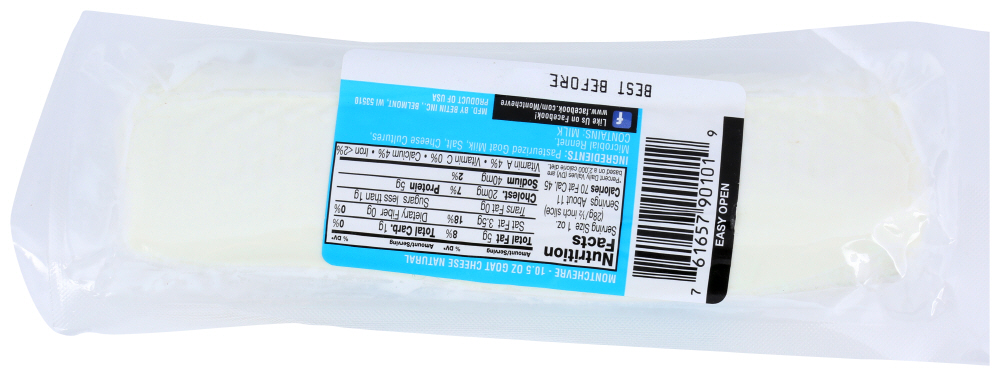 MONTCHEVRE - 10.5 OZ GOAT CHEESE NATURAL
Nutrition
Facts
Serving Size 1 oz.
(28g/½ inch slice)
Servings About 11
Calories 70 Fat Cal. 45
*Percent Daily Values (DV) are
based on a 2,000 calorie diet.
Amount/Serving % DV*
Total Fat 5g 8%
Sat Fat 3.5g 18%
Trans Fat 0g
Cholest. 20mg 7%
Sodium 40mg 2%
Amount/Serving % DV*
Total Carb. 1g 0%
Dietary Fiber 0g 0%
Sugars less than 1g
Protein 5g
Vitamin A 4% • Vitamin C 0% • Calcium 4% • Iron <2%
INGREDIENTS: Pasteurized Goat Milk, Salt, Cheese Cultures,
Microbial Rennet.
CONTAINS: MILK
f
Like Us on Facebook!
www.facebook.com/Montchevre
MFD. BY BETIN INC., BELMONT, WI 53510
PRODUCT OF USA
BEST BEFORE
7 61657 90101 9
EASY OPEN